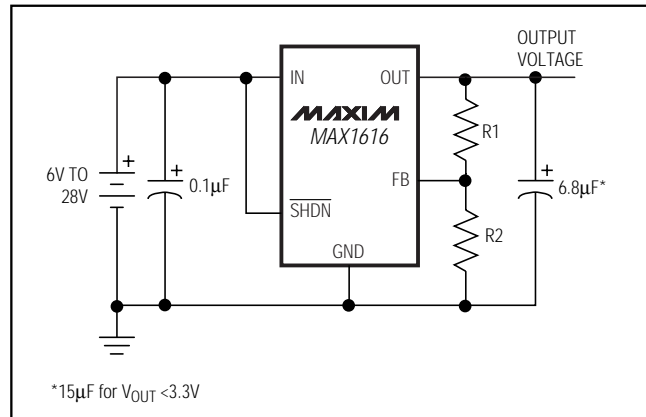 OUTPUT
VOLTAGE
IN
OUT
MAXIM
MAX1616
R1
6V TO
28V
+
0.1µF
+
FB
+
6.8µF*
SHDN
R2
GND
*15µF for VOUT <3.3V